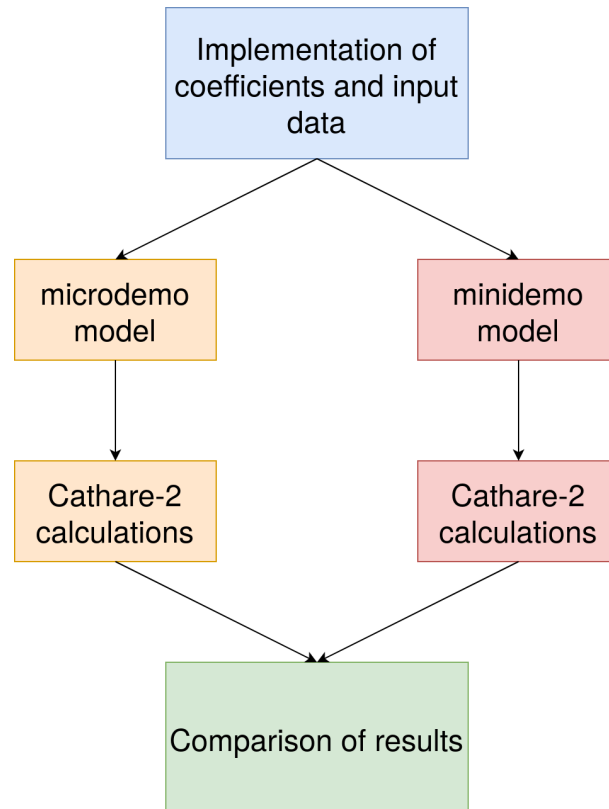 Implementation of
coefficients and input
data
microdemo
model
minidemo
model
Cathare-2
calculations
Cathare-2
calculations
Comparison of results